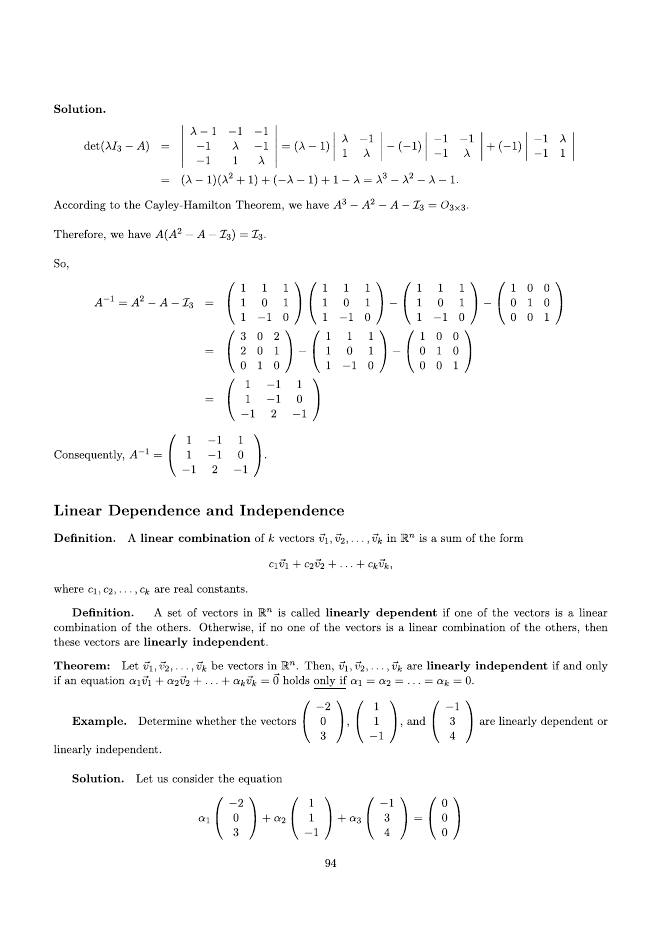 Solution.
det(λI₃ − A) = | λ − 1 −1 −1 ; −1 λ −1 ; −1 1 λ | = (λ − 1) | λ −1 ; 1 λ | − (−1) | −1 −1 ; −1 λ | + (−1) | −1 λ ; −1 1 |
= (λ − 1)(λ² + 1) + (−λ − 1) + 1 − λ = λ³ − λ² − λ − 1.
According to the Cayley-Hamilton Theorem, we have A³ − A² − A − I₃ = O₃ₓ₃.
Therefore, we have A(A² − A − I₃) = I₃.
So,
A⁻¹ = A² − A − I₃ = ( 1 1 1 ; 1 0 1 ; 1 −1 0 ) ( 1 1 1 ; 1 0 1 ; 1 −1 0 ) − ( 1 1 1 ; 1 0 1 ; 1 −1 0 ) − ( 1 0 0 ; 0 1 0 ; 0 0 1 )
= ( 3 0 2 ; 2 0 1 ; 0 1 0 ) − ( 1 1 1 ; 1 0 1 ; 1 −1 0 ) − ( 1 0 0 ; 0 1 0 ; 0 0 1 )
= ( 1 −1 1 ; 1 −1 0 ; −1 2 −1 )
Consequently, A⁻¹ = ( 1 −1 1 ; 1 −1 0 ; −1 2 −1 ).
Linear Dependence and Independence
Definition. A linear combination of k vectors v⃗₁, v⃗₂, . . . , v⃗ₖ in ℝⁿ is a sum of the form
c₁v⃗₁ + c₂v⃗₂ + . . . + cₖv⃗ₖ,
where c₁, c₂, . . . , cₖ are real constants.
Definition. A set of vectors in ℝⁿ is called linearly dependent if one of the vectors is a linear
combination of the others. Otherwise, if no one of the vectors is a linear combination of the others, then
these vectors are linearly independent.
Theorem: Let v⃗₁, v⃗₂, . . . , v⃗ₖ be vectors in ℝⁿ. Then, v⃗₁, v⃗₂, . . . , v⃗ₖ are linearly independent if and only
if an equation α₁v⃗₁ + α₂v⃗₂ + . . . + αₖv⃗ₖ = 0⃗ holds only if α₁ = α₂ = . . . = αₖ = 0.
Example. Determine whether the vectors ( −2 ; 0 ; 3 ), ( 1 ; 1 ; −1 ), and ( −1 ; 3 ; 4 ) are linearly dependent or
linearly independent.
Solution. Let us consider the equation
α₁ ( −2 ; 0 ; 3 ) + α₂ ( 1 ; 1 ; −1 ) + α₃ ( −1 ; 3 ; 4 ) = ( 0 ; 0 ; 0 )
94